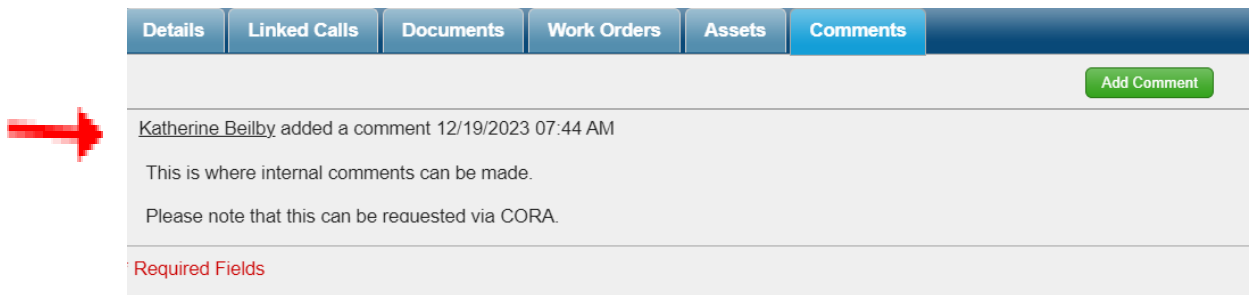 Details Linked Calls Documents Work Orders Assets Comments
Add Comment
Katherine Beilby added a comment 12/19/2023 07:44 AM
This is where internal comments can be made.
Please note that this can be requested via CORA.
* Required Fields